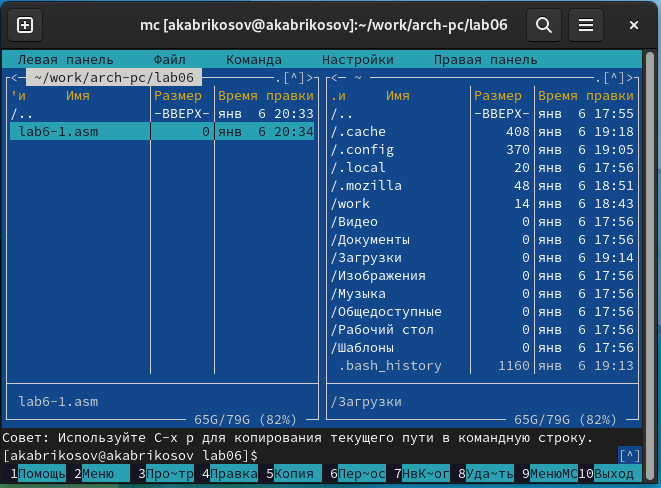 mc [akabrikosov@akabrikosov]:~/work/arch-pc/lab06
Левая панель Файл Команда Настройки Правая панель
<─ ~/work/arch-pc/lab06 .[^]> <─ ~ .[^]>
'и Имя Размер Время правки .и Имя Размер Время правки
/.. -ВВЕРХ- янв 6 20:33 /.. -ВВЕРХ- янв 6 17:55
lab6-1.asm 0 янв 6 20:34 /.cache 408 янв 6 19:18
/.config 370 янв 6 19:05
/.local 20 янв 6 17:56
/.mozilla 48 янв 6 18:51
/work 14 янв 6 18:43
/Видео 0 янв 6 17:56
/Документы 0 янв 6 17:56
/Загрузки 0 янв 6 19:14
/Изображения 0 янв 6 17:56
/Музыка 0 янв 6 17:56
/Общедоступные 0 янв 6 17:56
/Рабочий стол 0 янв 6 17:56
/Шаблоны 0 янв 6 17:56
.bash_history 1160 янв 6 19:13
lab6-1.asm /Загрузки
65G/79G (82%) 65G/79G (82%)
Совет: Используйте C-x p для копирования текущего пути в командную строку.
[akabrikosov@akabrikosov lab06]$ [^]
1Помощь 2Меню 3Про~тр 4Правка 5Копия 6Пер~ос 7НвК~ог 8Уда~ть 9МенюМС 10Выход